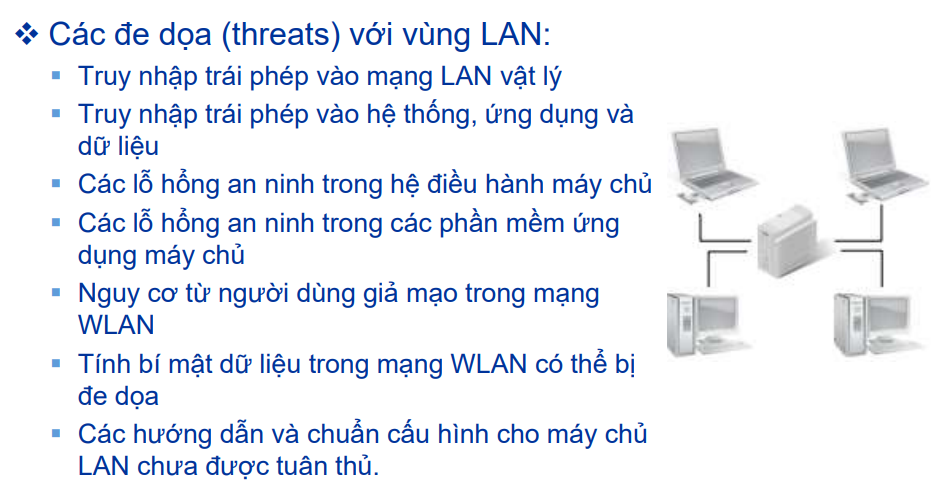 ❖ Các đe dọa (threats) với vùng LAN:
▪ Truy nhập trái phép vào mạng LAN vật lý
▪ Truy nhập trái phép vào hệ thống, ứng dụng và
dữ liệu
▪ Các lỗ hổng an ninh trong hệ điều hành máy chủ
▪ Các lỗ hổng an ninh trong các phần mềm ứng
dụng máy chủ
▪ Nguy cơ từ người dùng giả mạo trong mạng
WLAN
▪ Tính bí mật dữ liệu trong mạng WLAN có thể bị
đe dọa
▪ Các hướng dẫn và chuẩn cấu hình cho máy chủ
LAN chưa được tuân thủ.